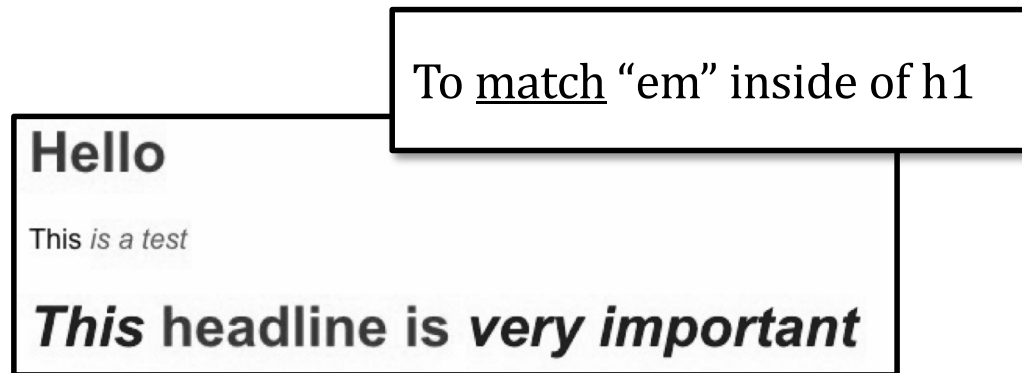 To match “em” inside of h1
Hello
This is a test
This headline is very important